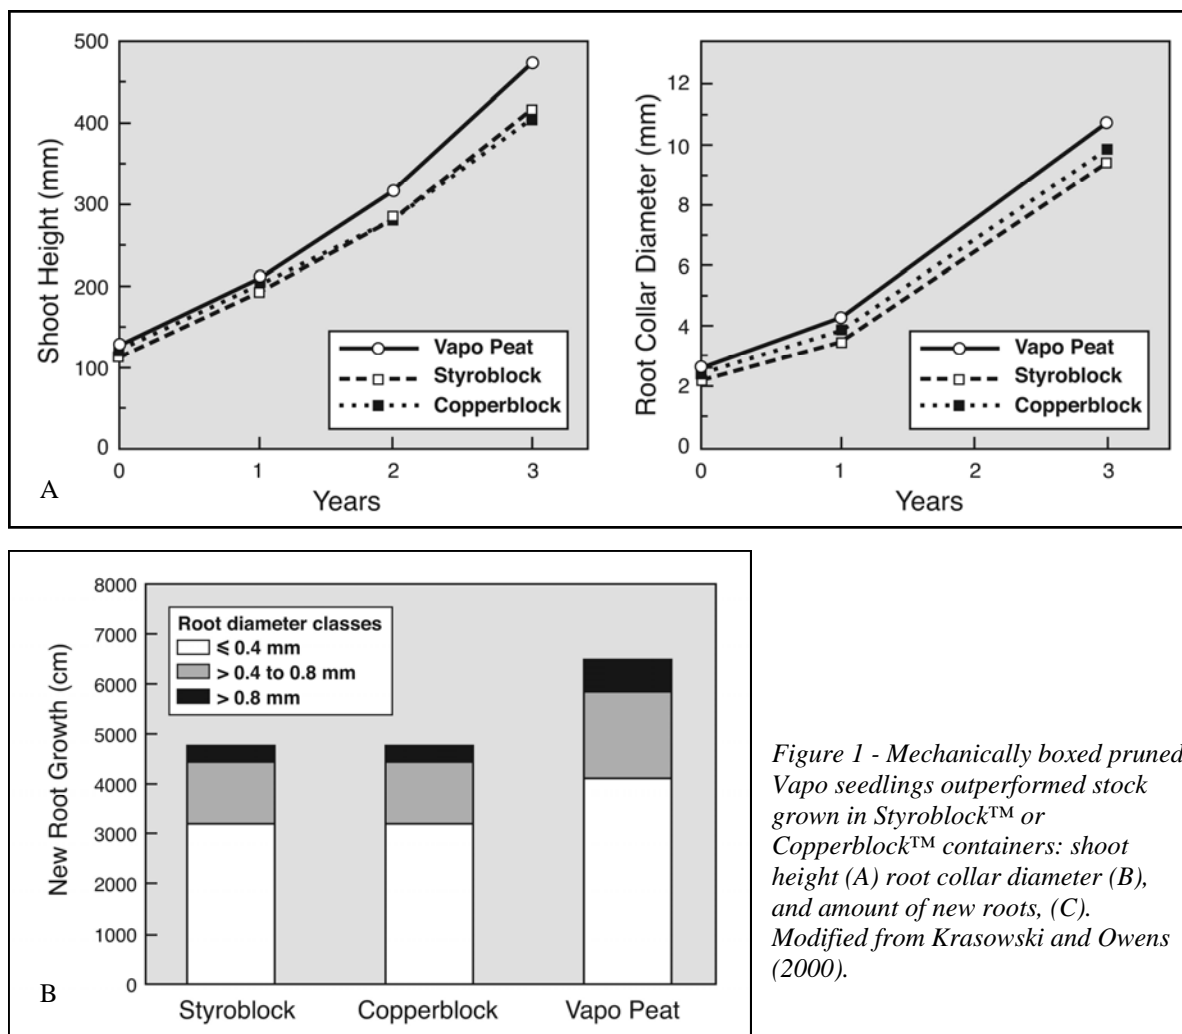 500
400
300
200
100
0
Shoot Height (mm)
Vapo Peat
Styroblock
Copperblock
0 1 2 3
Years
A
12
10
8
6
4
2
0
Root Collar Diameter (mm)
Vapo Peat
Styroblock
Copperblock
0 1 2 3
Years
8000
7000
6000
5000
4000
3000
2000
1000
0
New Root Growth (cm)
Root diameter classes
⩽ 0.4 mm
> 0.4 to 0.8 mm
> 0.8 mm
Styroblock Copperblock Vapo Peat
B
Figure 1 - Mechanically boxed pruned
Vapo seedlings outperformed stock
grown in Styroblock™ or
Copperblock™ containers: shoot
height (A) root collar diameter (B),
and amount of new roots, (C).
Modified from Krasowski and Owens
(2000).